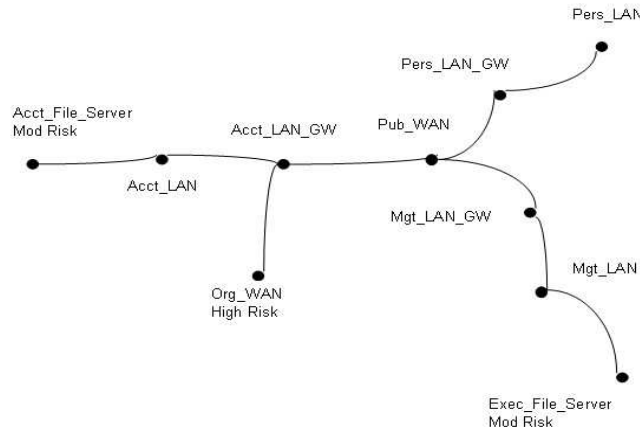 Pers_LAN
Pers_LAN_GW
Acct_File_Server
Mod Risk
Acct_LAN_GW
Pub_WAN
Acct_LAN
Mgt_LAN_GW
Mgt_LAN
Org_WAN
High Risk
Exec_File_Server
Mod Risk